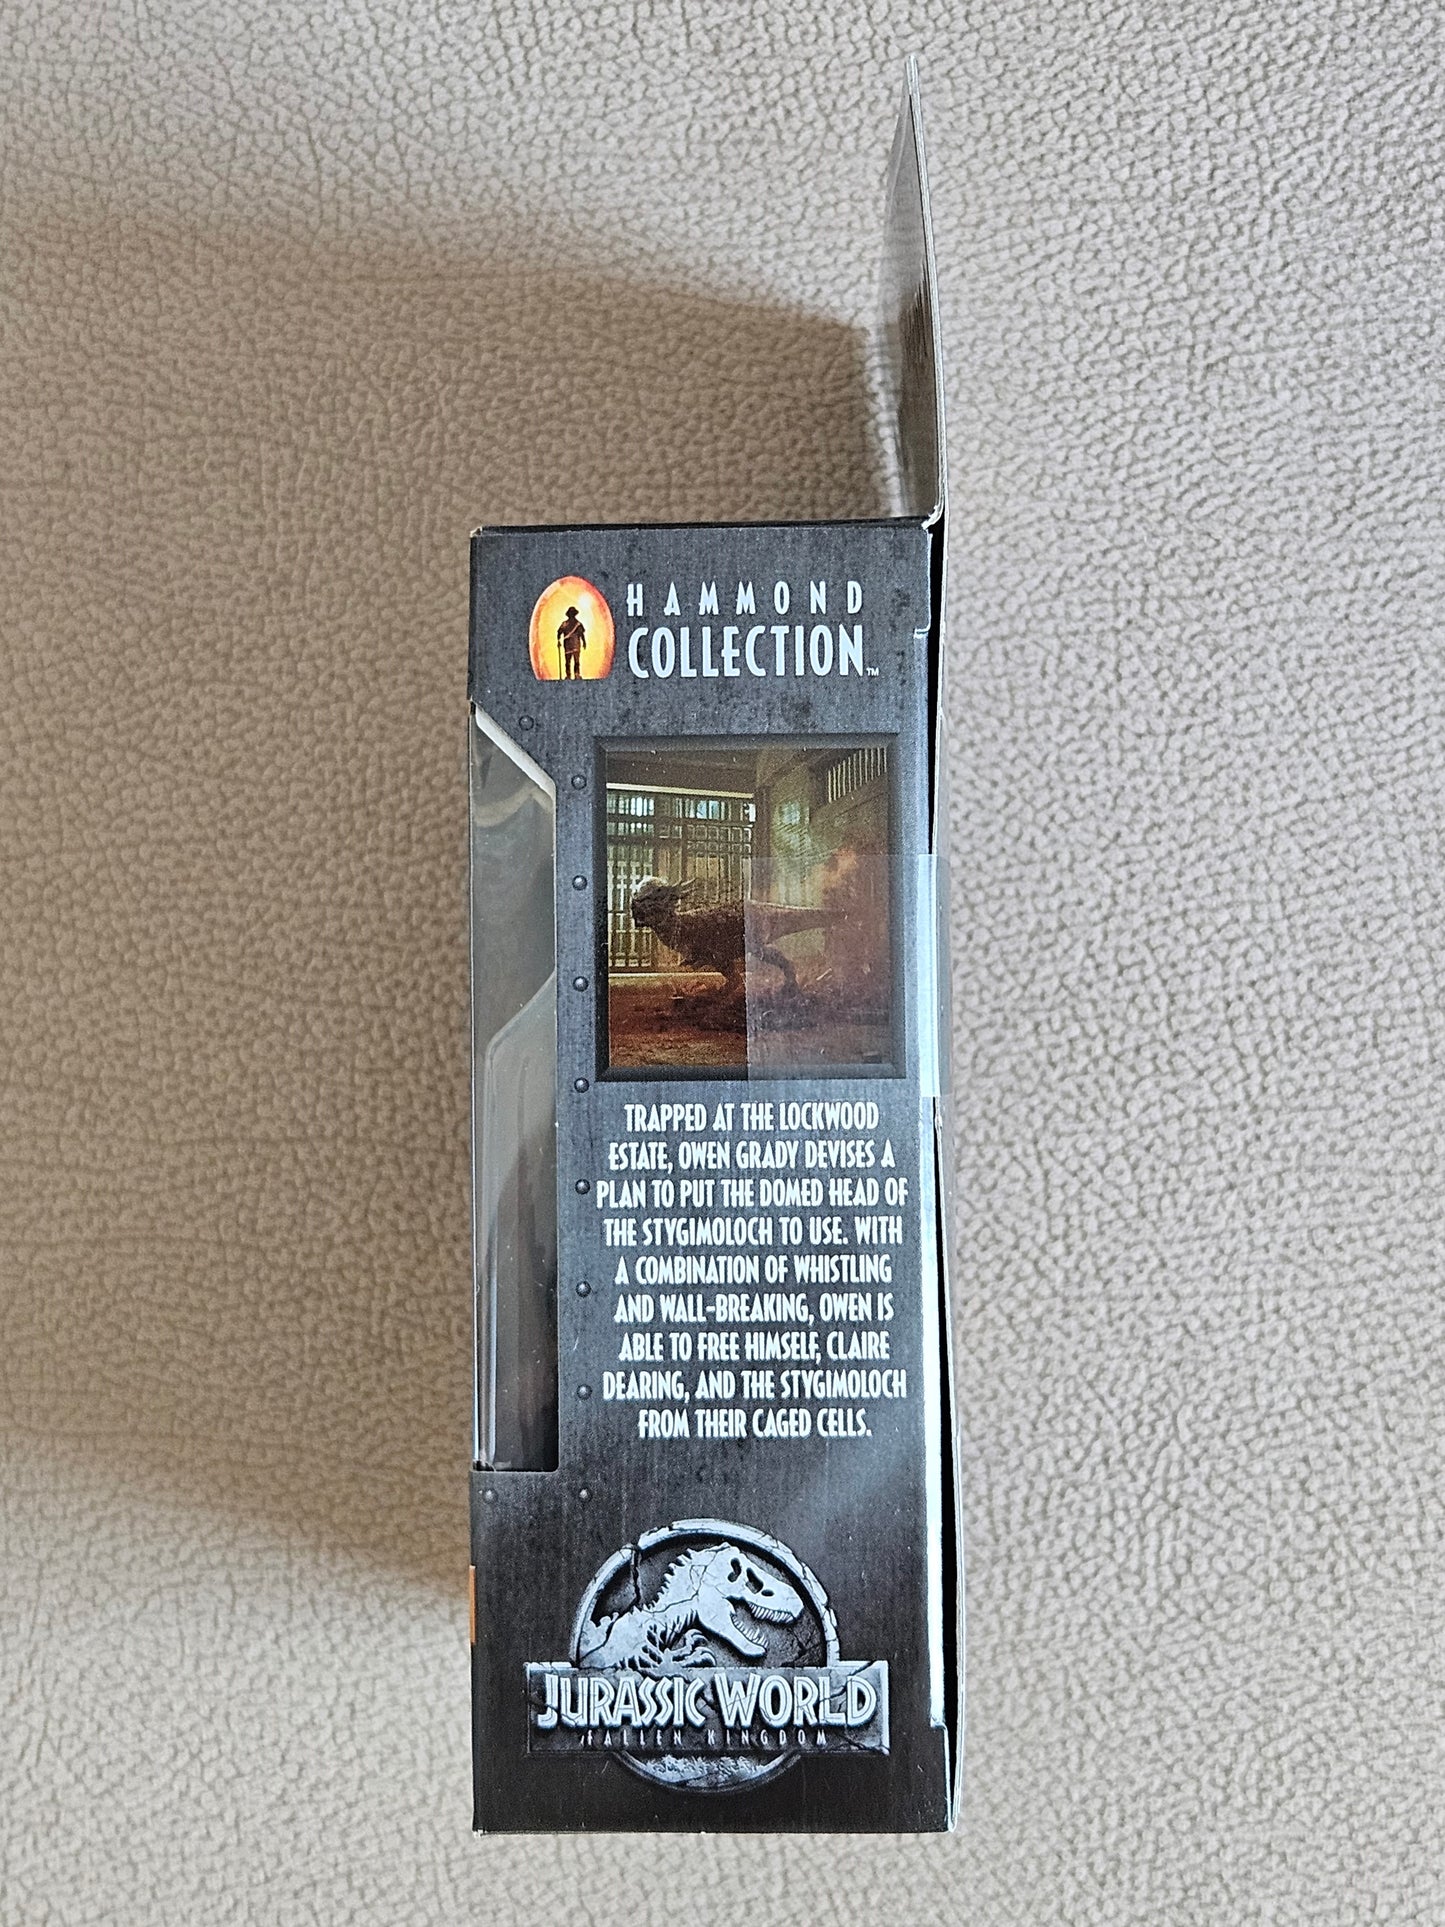 HAMMOND
COLLECTION™
TRAPPED AT THE LOCKWOOD
ESTATE, OWEN GRADY DEVISES A
PLAN TO PUT THE DOMED HEAD OF
THE STYGIMOLOCH TO USE. WITH
A COMBINATION OF WHISTLING
AND WALL-BREAKING, OWEN IS
ABLE TO FREE HIMSELF, CLAIRE
DEARING, AND THE STYGIMOLOCH
FROM THEIR CAGED CELLS.
JURASSIC WORLD
FALLEN KINGDOM